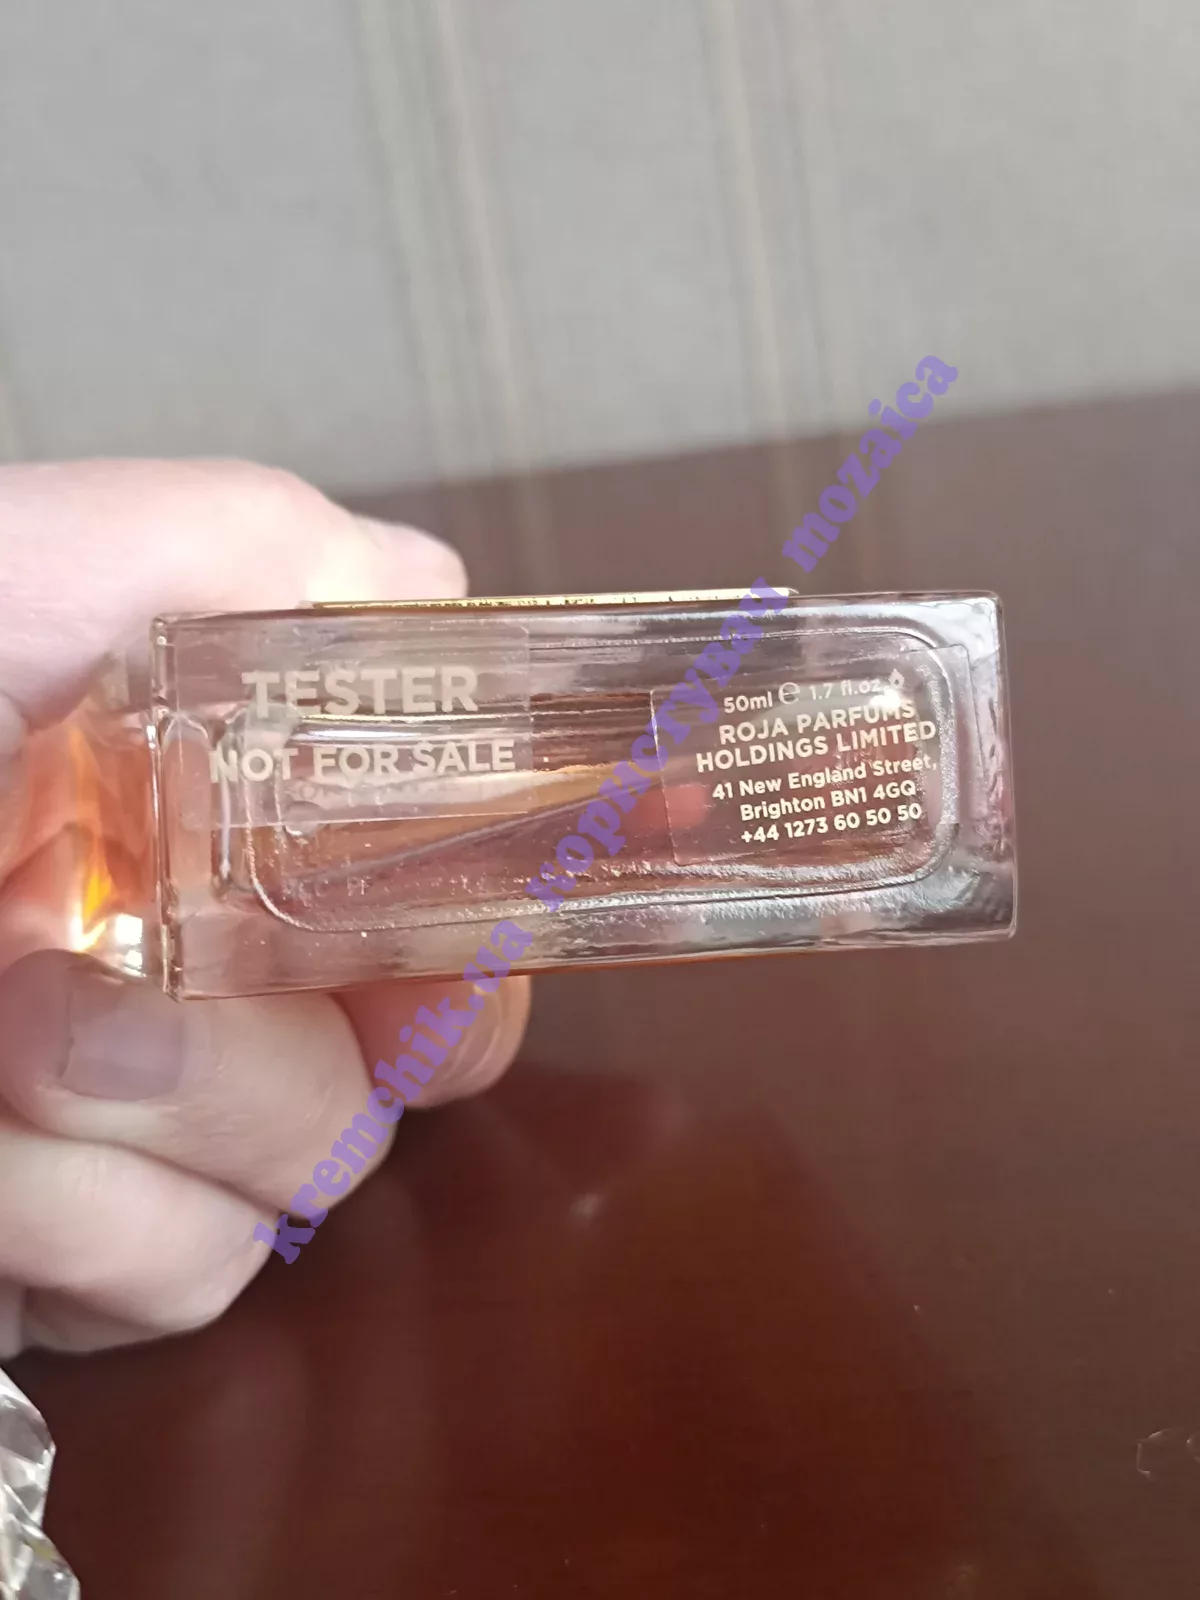 TESTER
NOT FOR SALE
50ml ℮ 1.7 fl.oz
ROJA PARFUMS
HOLDINGS LIMITED
41 New England Street,
Brighton BN1 4GQ
+44 1273 60 50 50
kremchik.ua портурбау mozaica